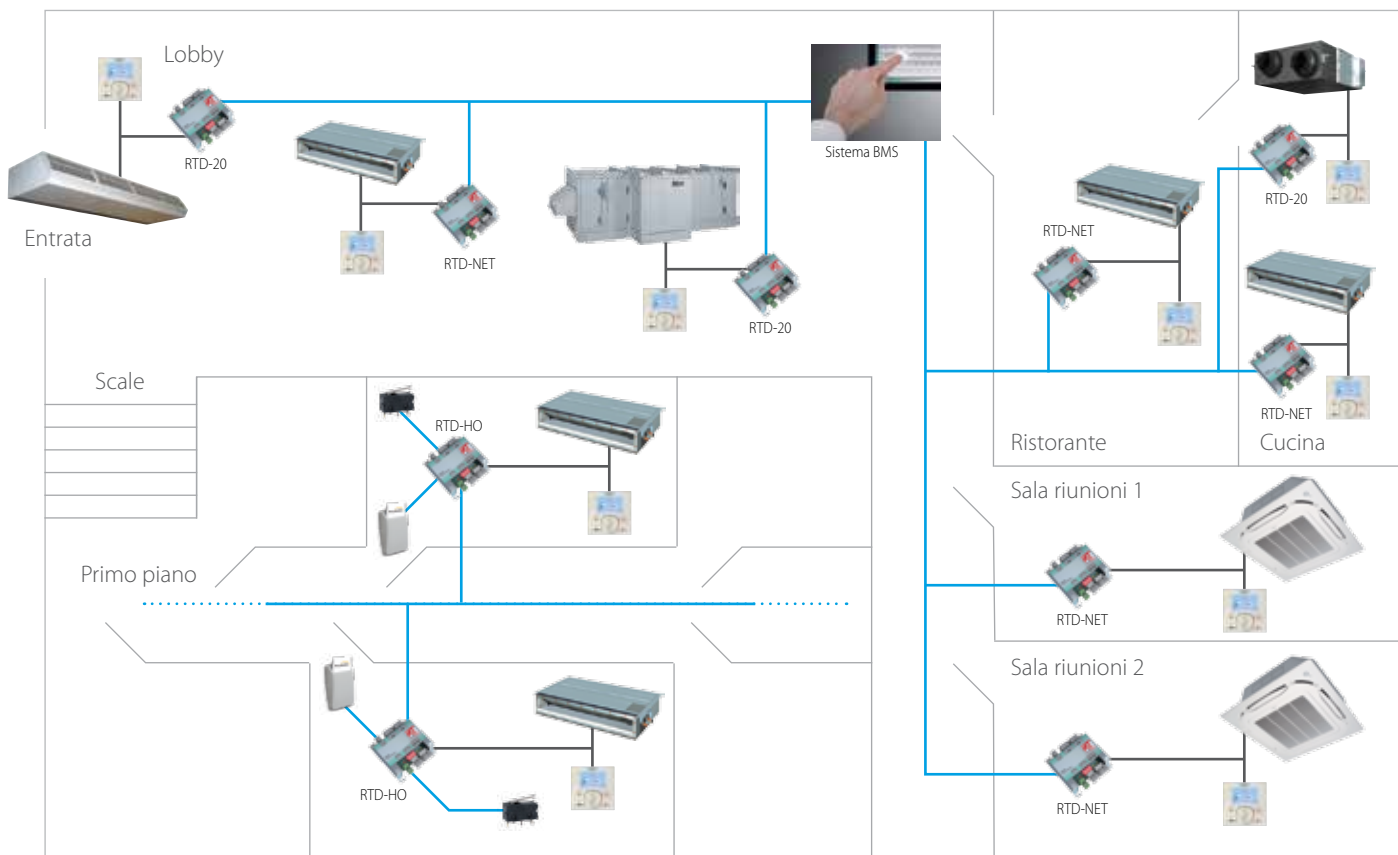 Lobby
RTD-20
Entrata
RTD-NET
RTD-20
Sistema BMS
RTD-NET
RTD-20
RTD-NET
Ristorante
Cucina
Scale
RTD-HO
Primo piano
RTD-HO
Sala riunioni 1
RTD-NET
Sala riunioni 2
RTD-NET